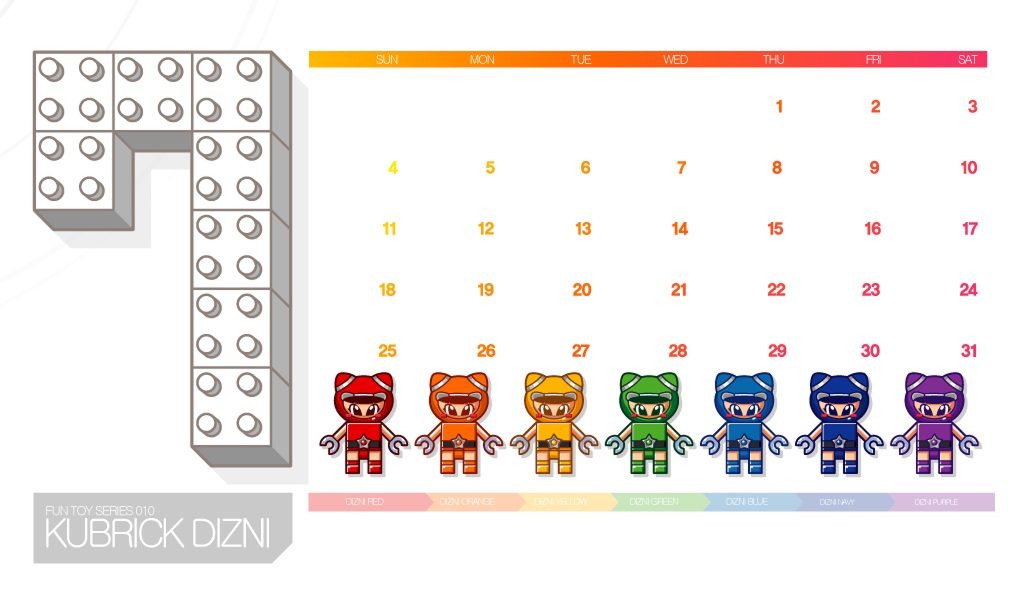 SUN MON TUE WED THU FRI SAT
1 2 3
4 5 6 7 8 9 10
11 12 13 14 15 16 17
18 19 20 21 22 23 24
25 26 27 28 29 30 31
DIZNI RED DIZNI ORANGE DIZNI YELLOW DIZNI GREEN DIZNI BLUE DIZNI NAVY DIZNI PURPLE
FUN TOY SERIES 010
KUBRICK DIZNI